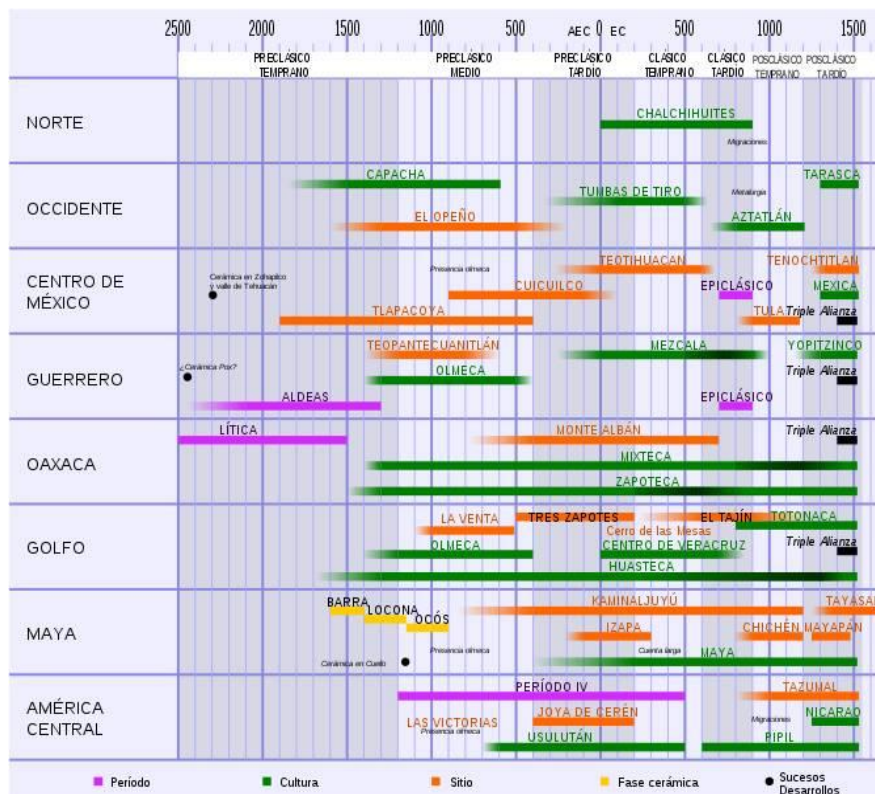 2500 2000 1500 1000 500 AEC 0 EC 500 1000 1500
PRECLÁSICO TEMPRANO
PRECLÁSICO MEDIO
PRECLÁSICO TARDÍO
CLÁSICO TEMPRANO
CLÁSICO TARDÍO
POSCLÁSICO TEMPRANO
POSCLÁSICO TARDÍO
NORTE
CHALCHIHUITES
Migraciones
OCCIDENTE
CAPACHA
TARASCA
TUMBAS DE TIRO
Metalurgia
EL OPEÑO
AZTATLÁN
CENTRO DE
MÉXICO
Cerámica en Zohapilco
y valle de Tehuacán
Presencia olmeca
TEOTIHUACAN
TENOCHTITLAN
CUICUILCO
EPICLÁSICO
MEXICA
TLAPACOYA
TULA
Triple Alianza
GUERRERO
¿Cerámica Pox?
TEOPANTECUANITLÁN
MEZCALA
YOPITZINCO
OLMECA
Triple Alianza
ALDEAS
EPICLÁSICO
OAXACA
LÍTICA
MONTE ALBÁN
Triple Alianza
MIXTECA
ZAPOTECA
GOLFO
LA VENTA
TRES ZAPOTES
EL TAJÍN
TOTONACA
Cerro de las Mesas
OLMECA
CENTRO DE VERACRUZ
Triple Alianza
HUASTECA
MAYA
BARRA
LOCONA
OCÓS
KAMINALJUYÚ
TAYASAL
IZAPA
CHICHÉN
MAYAPÁN
Cerámica en Cuello
Presencia olmeca
Cuenta larga
MAYA
AMÉRICA
CENTRAL
PERÍODO IV
TAZUMAL
LAS VICTORIAS
JOYA DE CERÉN
Migraciones
NICARAO
Presencia olmeca
USULUTÁN
PIPIL
Período
Cultura
Sitio
Fase cerámica
Sucesos
Desarrollos